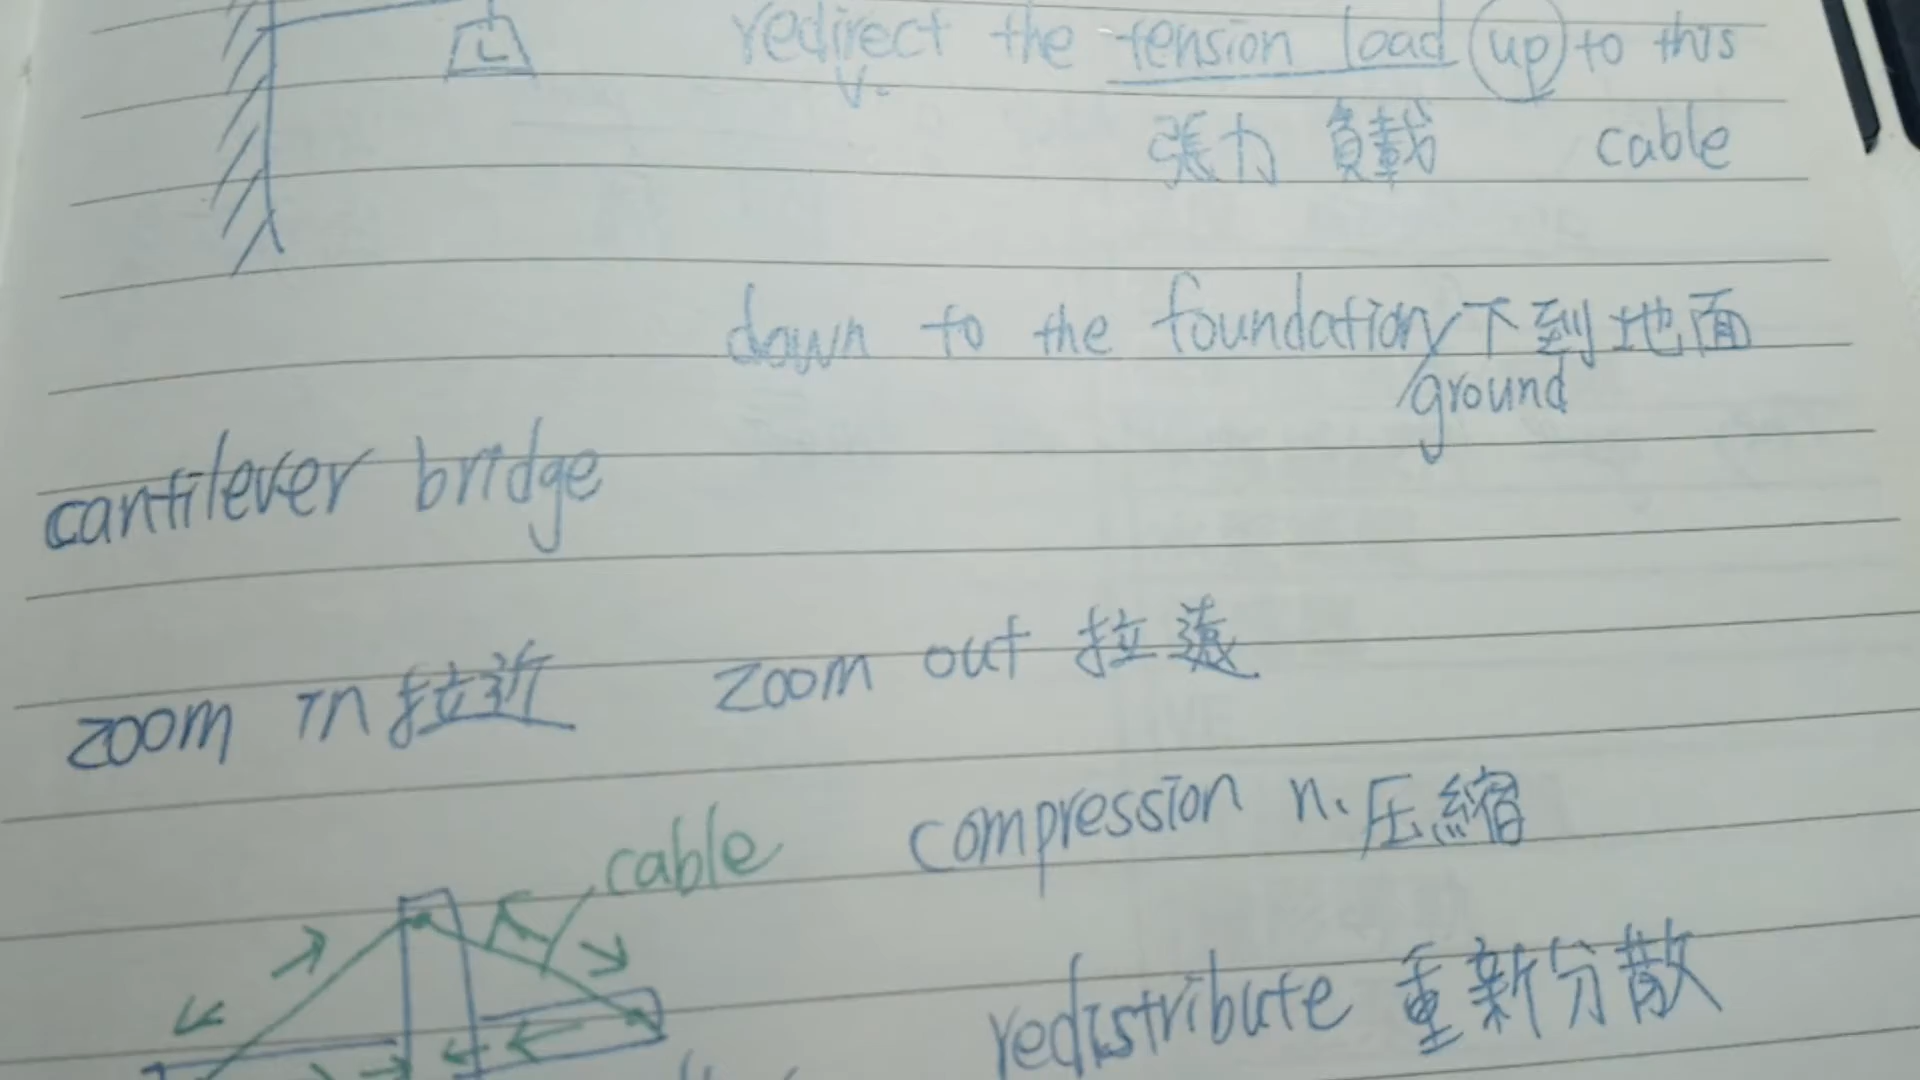 L
redirect the tension load up to this
v.
張力 負載 cable
down to the foundation/下到地面
/ground
cantilever bridge
zoom in 拉近 zoom out 拉遠
cable compression n. 压縮
redistribute 重新分散